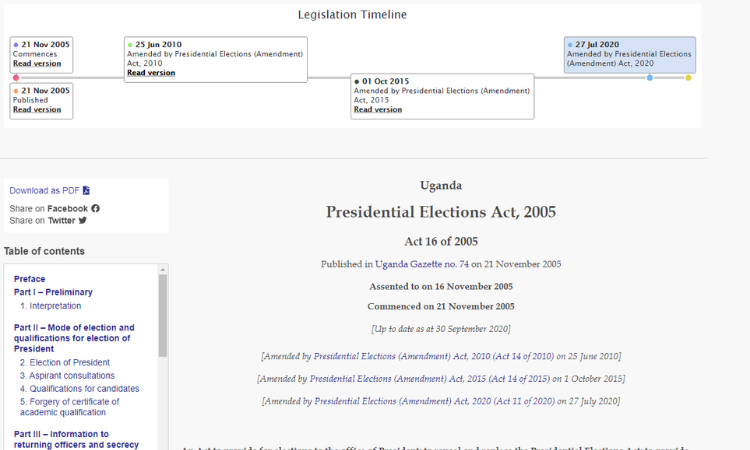 Legislation Timeline
21 Nov 2005
Commences
Read version
25 Jun 2010
Amended by Presidential Elections (Amendment)
Act, 2010
Read version
27 Jul 2020
Amended by Presidential Elections
(Amendment) Act, 2020
21 Nov 2005
Published
Read version
01 Oct 2015
Amended by Presidential Elections (Amendment)
Act, 2015
Read version
Download as PDF
Share on Facebook
Share on Twitter
Table of contents
Preface
Part I – Preliminary
1. Interpretation
Part II – Mode of election and
qualifications for election of
President
2. Election of President
3. Aspirant consultations
4. Qualifications for candidates
5. Forgery of certificate of
academic qualification
Part III – Information to
returning officers and secrecy
Uganda
Presidential Elections Act, 2005
Act 16 of 2005
Published in Uganda Gazette no. 74 on 21 November 2005
Assented to on 16 November 2005
Commenced on 21 November 2005
[Up to date as at 30 September 2020]
[Amended by Presidential Elections (Amendment) Act, 2010 (Act 14 of 2010) on 25 June 2010]
[Amended by Presidential Elections (Amendment) Act, 2015 (Act 14 of 2015) on 1 October 2015]
[Amended by Presidential Elections (Amendment) Act, 2020 (Act 11 of 2020) on 27 July 2020]